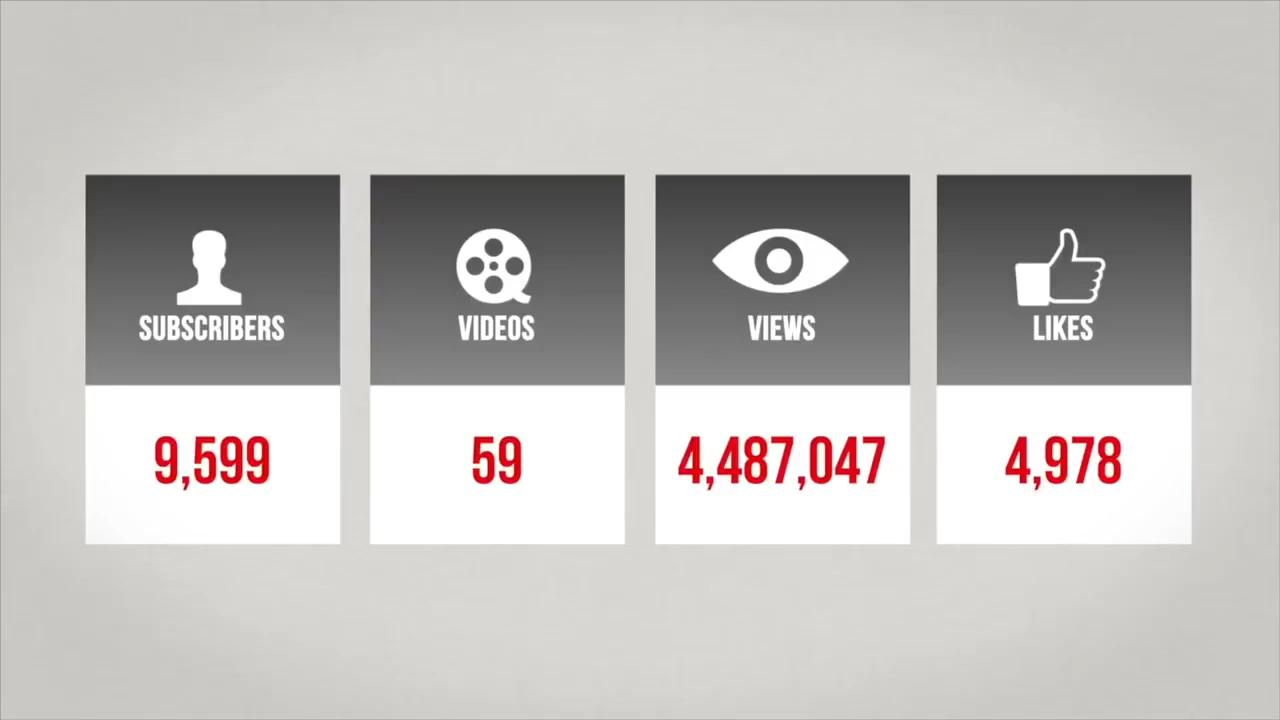 SUBSCRIBERS
9,599
VIDEOS
59
VIEWS
4,487,047
LIKES
4,978